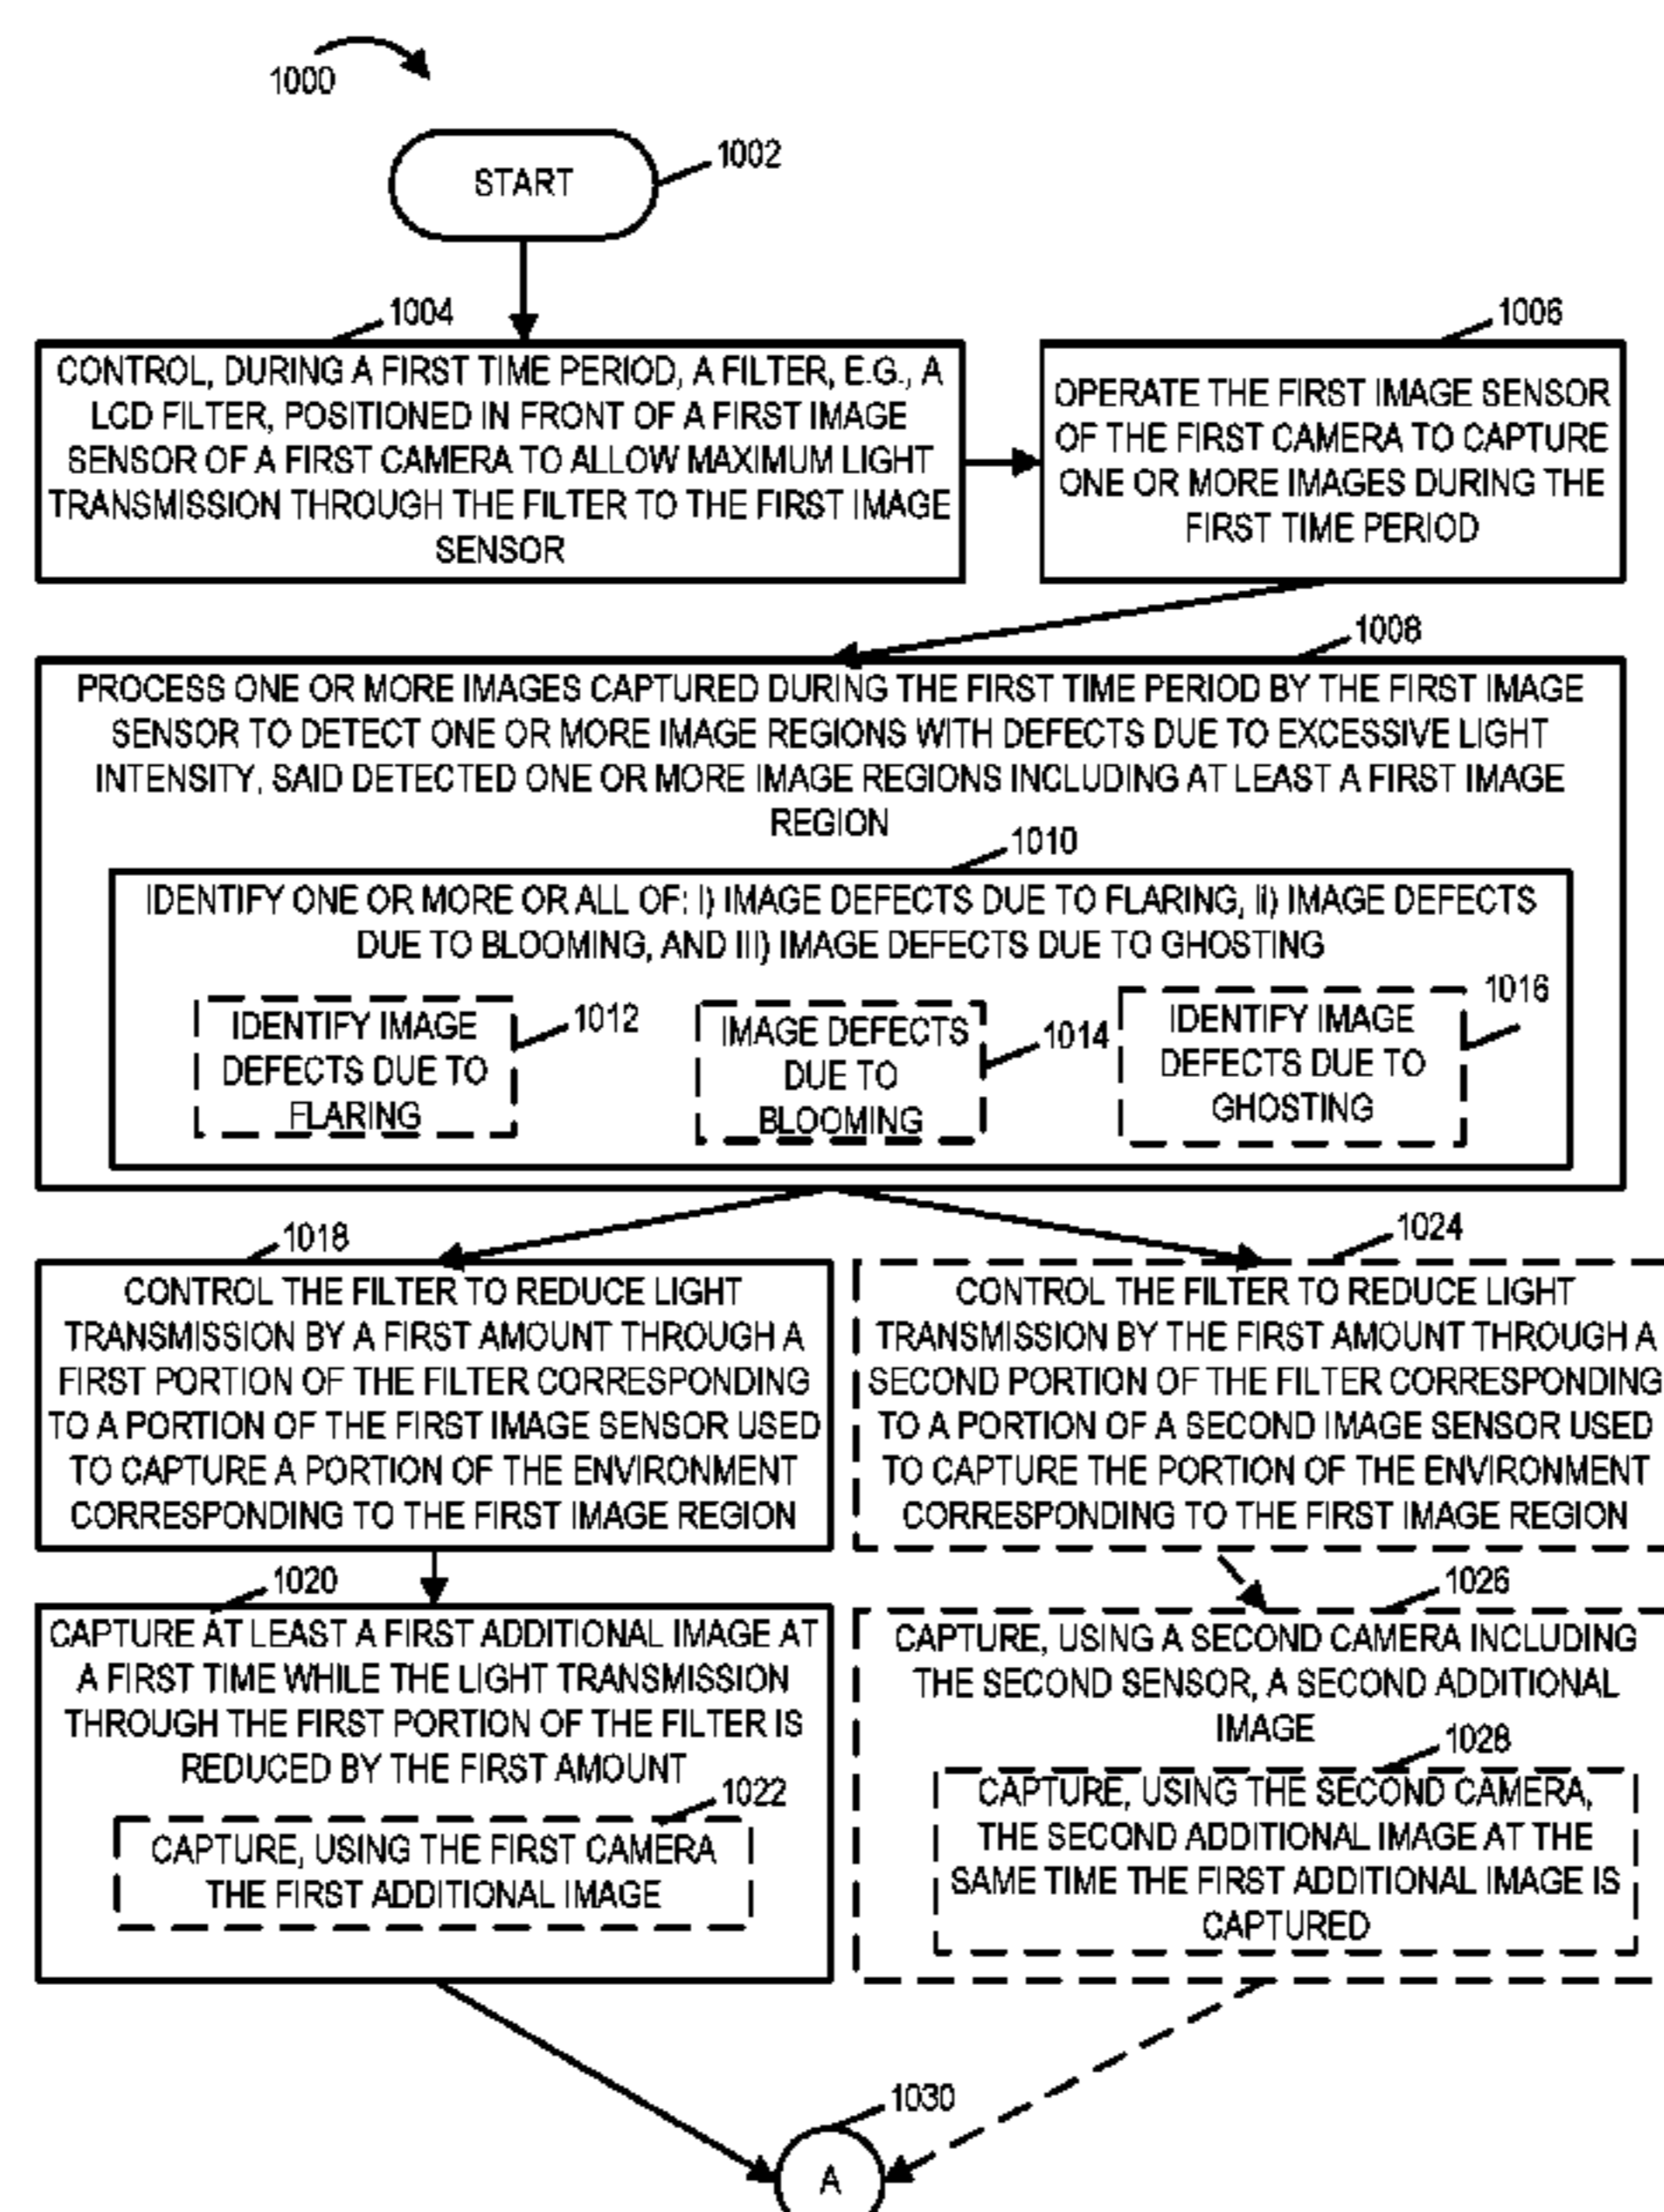 1000
START
1002
1004
CONTROL, DURING A FIRST TIME PERIOD, A FILTER, E.G., A
LCD FILTER, POSITIONED IN FRONT OF A FIRST IMAGE
SENSOR OF A FIRST CAMERA TO ALLOW MAXIMUM LIGHT
TRANSMISSION THROUGH THE FILTER TO THE FIRST IMAGE
SENSOR
1006
OPERATE THE FIRST IMAGE SENSOR
OF THE FIRST CAMERA TO CAPTURE
ONE OR MORE IMAGES DURING THE
FIRST TIME PERIOD
1008
PROCESS ONE OR MORE IMAGES CAPTURED DURING THE FIRST TIME PERIOD BY THE FIRST IMAGE
SENSOR TO DETECT ONE OR MORE IMAGE REGIONS WITH DEFECTS DUE TO EXCESSIVE LIGHT
INTENSITY, SAID DETECTED ONE OR MORE IMAGE REGIONS INCLUDING AT LEAST A FIRST IMAGE
REGION
1010
IDENTIFY ONE OR MORE OR ALL OF: I) IMAGE DEFECTS DUE TO FLARING, II) IMAGE DEFECTS
DUE TO BLOOMING, AND III) IMAGE DEFECTS DUE TO GHOSTING
IDENTIFY IMAGE
DEFECTS DUE TO
FLARING
1012
IMAGE DEFECTS
DUE TO
BLOOMING
1014
IDENTIFY IMAGE
DEFECTS DUE TO
GHOSTING
1016
1018
CONTROL THE FILTER TO REDUCE LIGHT
TRANSMISSION BY A FIRST AMOUNT THROUGH A
FIRST PORTION OF THE FILTER CORRESPONDING
TO A PORTION OF THE FIRST IMAGE SENSOR USED
TO CAPTURE A PORTION OF THE ENVIRONMENT
CORRESPONDING TO THE FIRST IMAGE REGION
1024
CONTROL THE FILTER TO REDUCE LIGHT
TRANSMISSION BY THE FIRST AMOUNT THROUGH A
SECOND PORTION OF THE FILTER CORRESPONDING
TO A PORTION OF A SECOND IMAGE SENSOR USED
TO CAPTURE THE PORTION OF THE ENVIRONMENT
CORRESPONDING TO THE FIRST IMAGE REGION
1020
CAPTURE AT LEAST A FIRST ADDITIONAL IMAGE AT
A FIRST TIME WHILE THE LIGHT TRANSMISSION
THROUGH THE FIRST PORTION OF THE FILTER IS
REDUCED BY THE FIRST AMOUNT
1022
CAPTURE, USING THE FIRST CAMERA
THE FIRST ADDITIONAL IMAGE
1026
CAPTURE, USING A SECOND CAMERA INCLUDING
THE SECOND SENSOR, A SECOND ADDITIONAL
IMAGE
1028
CAPTURE, USING THE SECOND CAMERA,
THE SECOND ADDITIONAL IMAGE AT THE
SAME TIME THE FIRST ADDITIONAL IMAGE IS
CAPTURED
1030
A